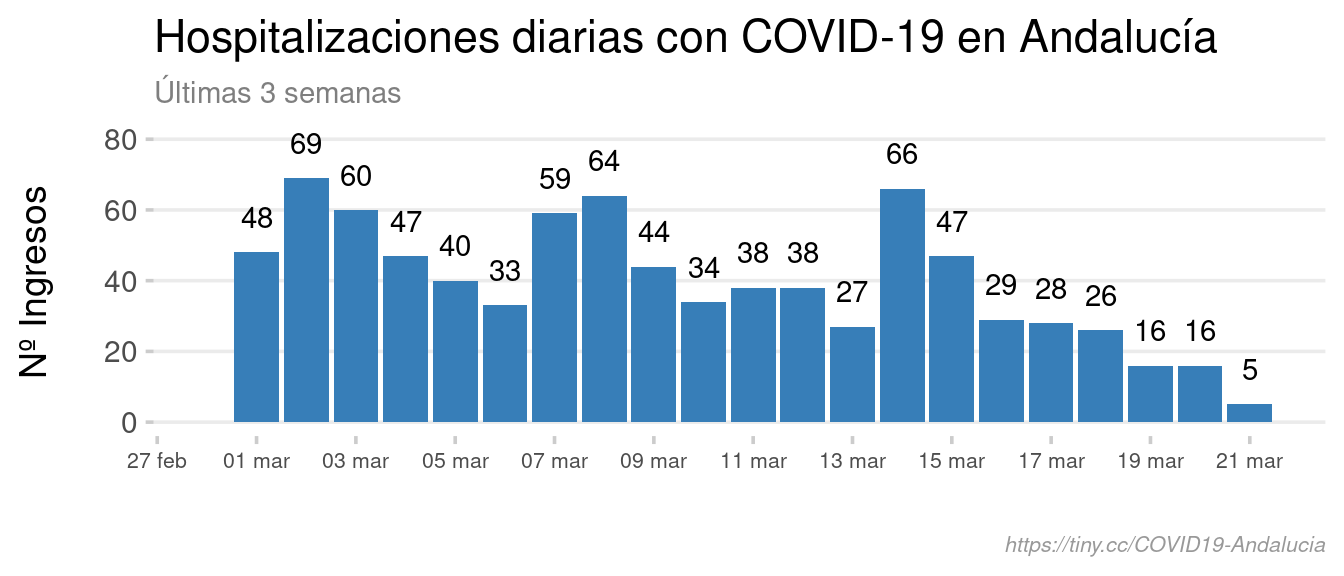 Hospitalizaciones diarias con COVID-19 en Andalucía
Últimas 3 semanas
Nº Ingresos
80
60
40
20
0
48 69 60 47 40 33 59 64 44 34 38 38 27 66 47 29 28 26 16 16 5
27 feb 01 mar 03 mar 05 mar 07 mar 09 mar 11 mar 13 mar 15 mar 17 mar 19 mar 21 mar
https://tiny.cc/COVID19-Andalucia